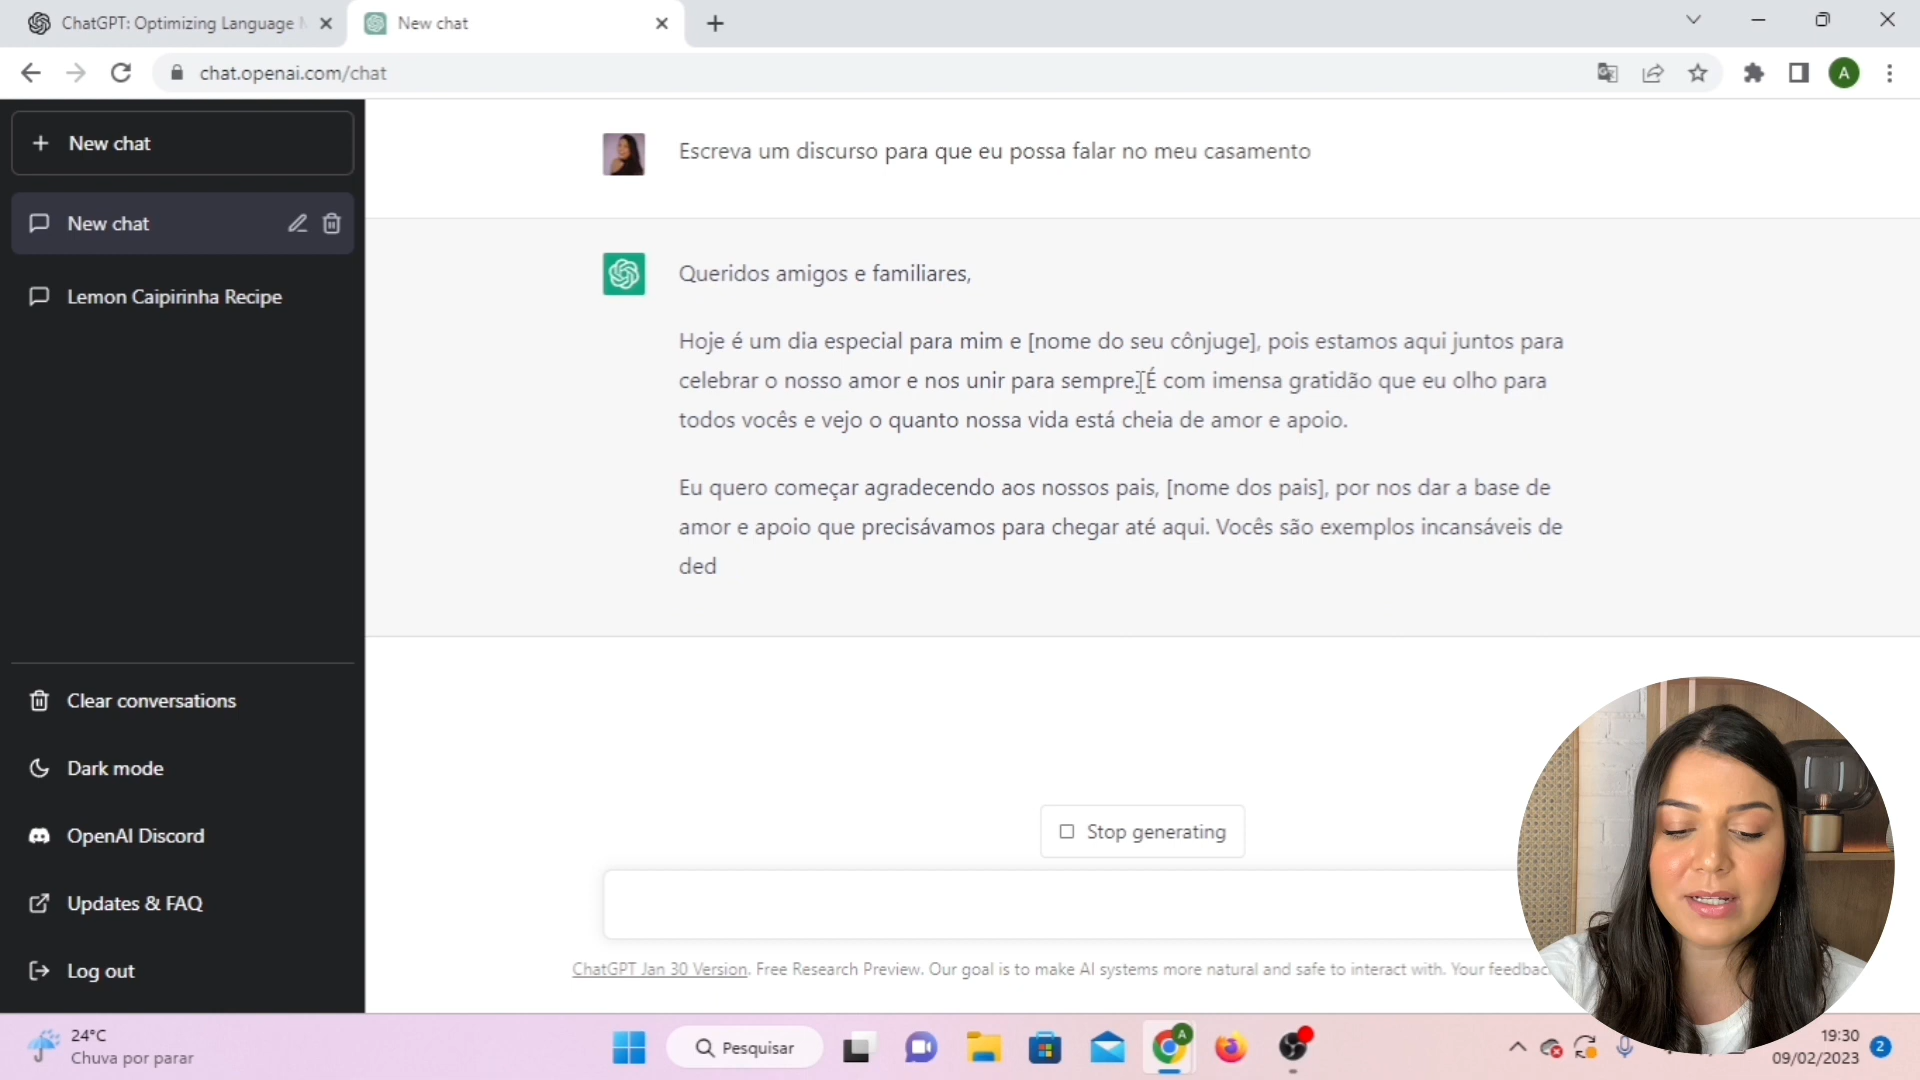 ChatGPT: Optimizing Language
New chat
chat.openai.com/chat
A
New chat
New chat
Lemon Caipirinha Recipe
Clear conversations
Dark mode
OpenAI Discord
Updates & FAQ
Log out
Escreva um discurso para que eu possa falar no meu casamento
Queridos amigos e familiares,
Hoje é um dia especial para mim e [nome do seu cônjuge], pois estamos aqui juntos para
celebrar o nosso amor e nos unir para sempre. É com imensa gratidão que eu olho para
todos vocês e vejo o quanto nossa vida está cheia de amor e apoio.
Eu quero começar agradecendo aos nossos pais, [nome dos pais], por nos dar a base de
amor e apoio que precisávamos para chegar até aqui. Vocês são exemplos incansáveis de
ded
Stop generating
ChatGPT Jan 30 Version. Free Research Preview. Our goal is to make AI systems more natural and safe to interact with. Your
24°C
Chuva por parar
Pesquisar
A
19:30
09/02/2023
2